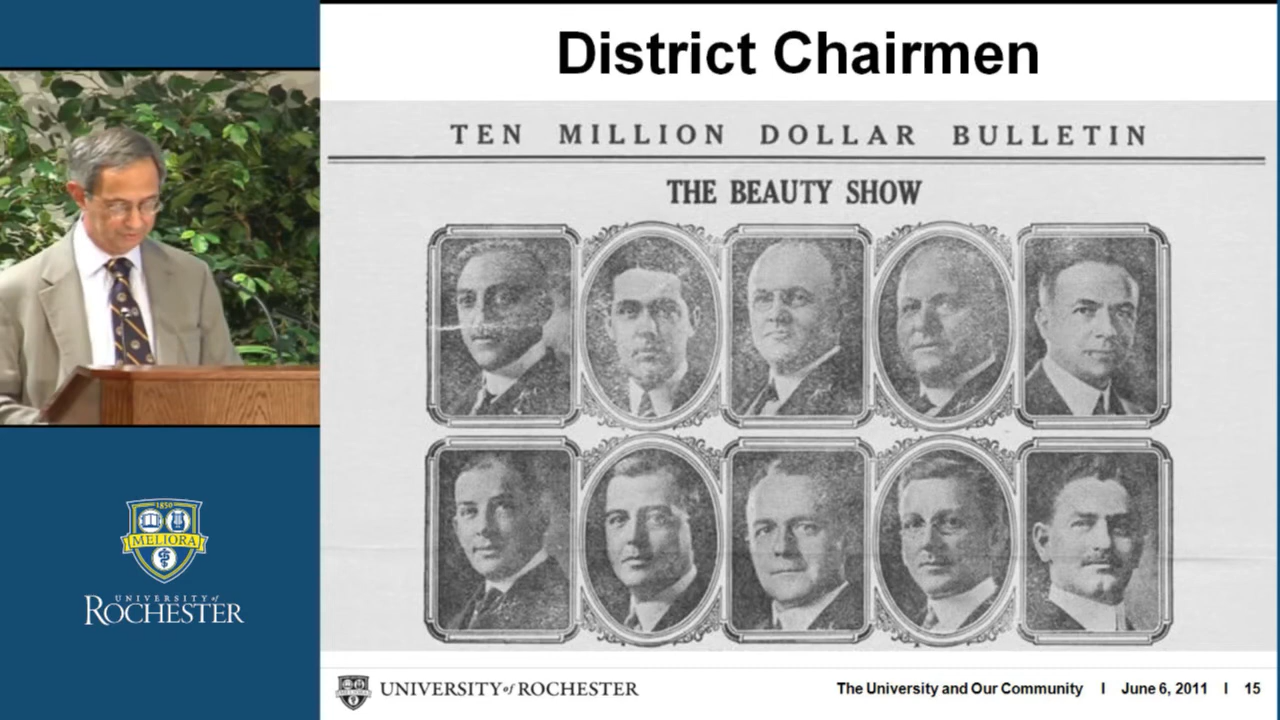 District Chairmen
TEN MILLION DOLLAR BULLETIN
THE BEAUTY SHOW
1850
MELIORA
UNIVERSITY of
ROCHESTER
UNIVERSITY of ROCHESTER
The University and Our Community | June 6, 2011 | 15